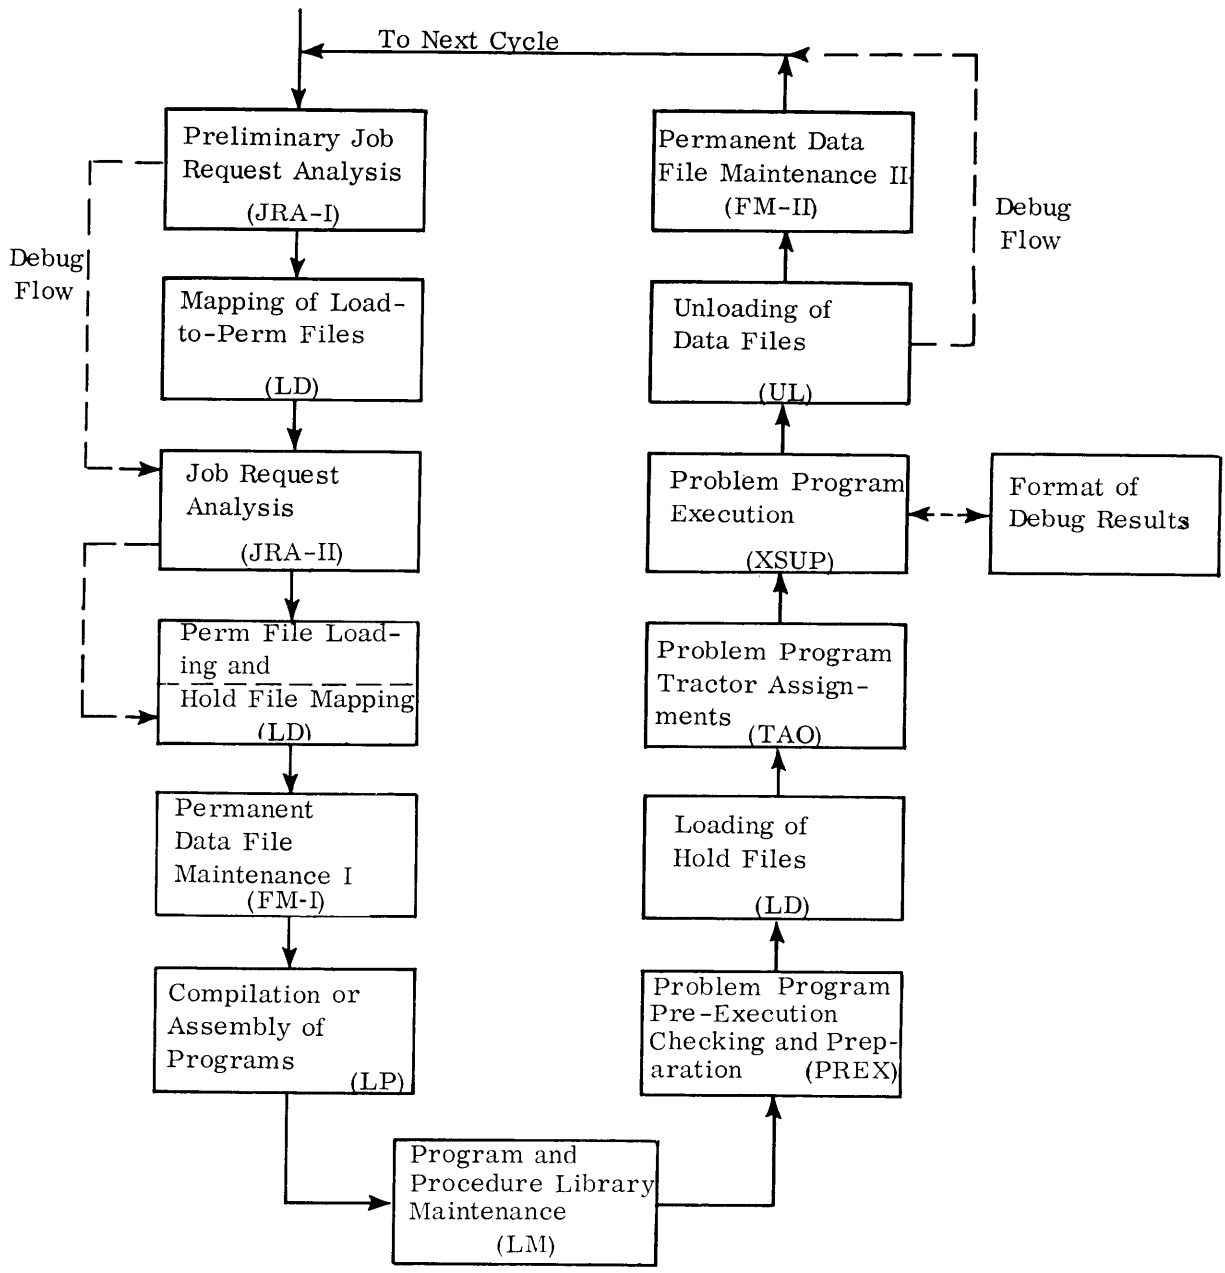 To Next Cycle
Preliminary Job
Request Analysis
(JRA-I)
Debug
Flow
Mapping of Load-
to-Perm Files
(LD)
Job Request
Analysis
(JRA-II)
Perm File Load-
ing and
Hold File Mapping
(LD)
Permanent
Data File
Maintenance I
(FM-I)
Compilation or
Assembly of
Programs
(LP)
Program and
Procedure Library
Maintenance
(LM)
Problem Program
Pre-Execution
Checking and Prep-
aration (PREX)
Loading of
Hold Files
(LD)
Problem Program
Tractor Assign-
ments
(TAO)
Problem Program
Execution
(XSUP)
Format of
Debug Results
Unloading of
Data Files
(UL)
Permanent Data
File Maintenance II
(FM-II)
Debug
Flow